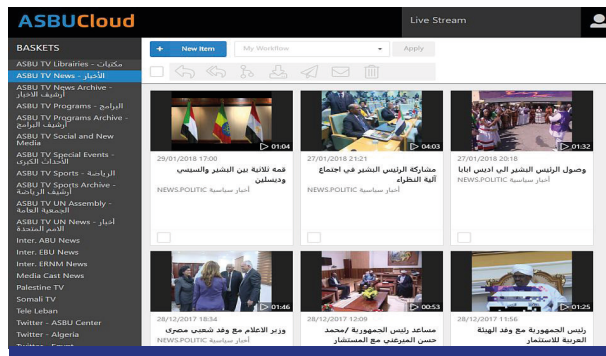 ASBUCloud
Live Stream
BASKETS
New Item
My Workflow
Apply
ASBU TV Librairies - مكتبات
ASBU TV News - الأخبار
ASBU TV News Archive -
أرشيف الأخبار
ASBU TV Programs - البرامج
ASBU TV Programs Archive -
أرشيف البرامج
ASBU TV Social and New
Media
ASBU TV Special Events -
الأحداث الكبرى
ASBU TV Sports - الرياضة
ASBU TV Sports Archive -
أرشيف الرياضة
ASBU TV UN Assembly -
الجمعية العامة
ASBU TV UN News - أخبار
الامم المتحدة
Inter. ABU News
Inter. EBU News
Inter. ERNM News
Media Cast News
Palestine TV
Somali TV
Tele Leban
Twitter - ASBU Center
Twitter - Algeria
Twitter - Egypt
01:04
29/01/2018 17:00
قمة ثلاثية بين البشير والسيسي
وديسلين
أخبار سياسية NEWS.POLITIC
04:03
27/01/2018 21:21
مشاركة الرئيس البشير في اجتماع
آلية النظراء
أخبار سياسية NEWS.POLITIC
01:32
27/01/2018 20:18
وصول الرئيس البشير الى اديس ابابا
أخبار سياسية NEWS.POLITIC
01:46
28/12/2017 18:54
وزير الاعلام مع وفد شعبي مصري
أخبار سياسية NEWS.POLITIC
00:53
28/12/2017 12:09
مساعد رئيس الجمهورية /محمد
حسن الميرغني مع المستشار
01:25
28/12/2017 11:56
رئيس الجمهورية مع وفد الهيئة
العربية للاستثمار